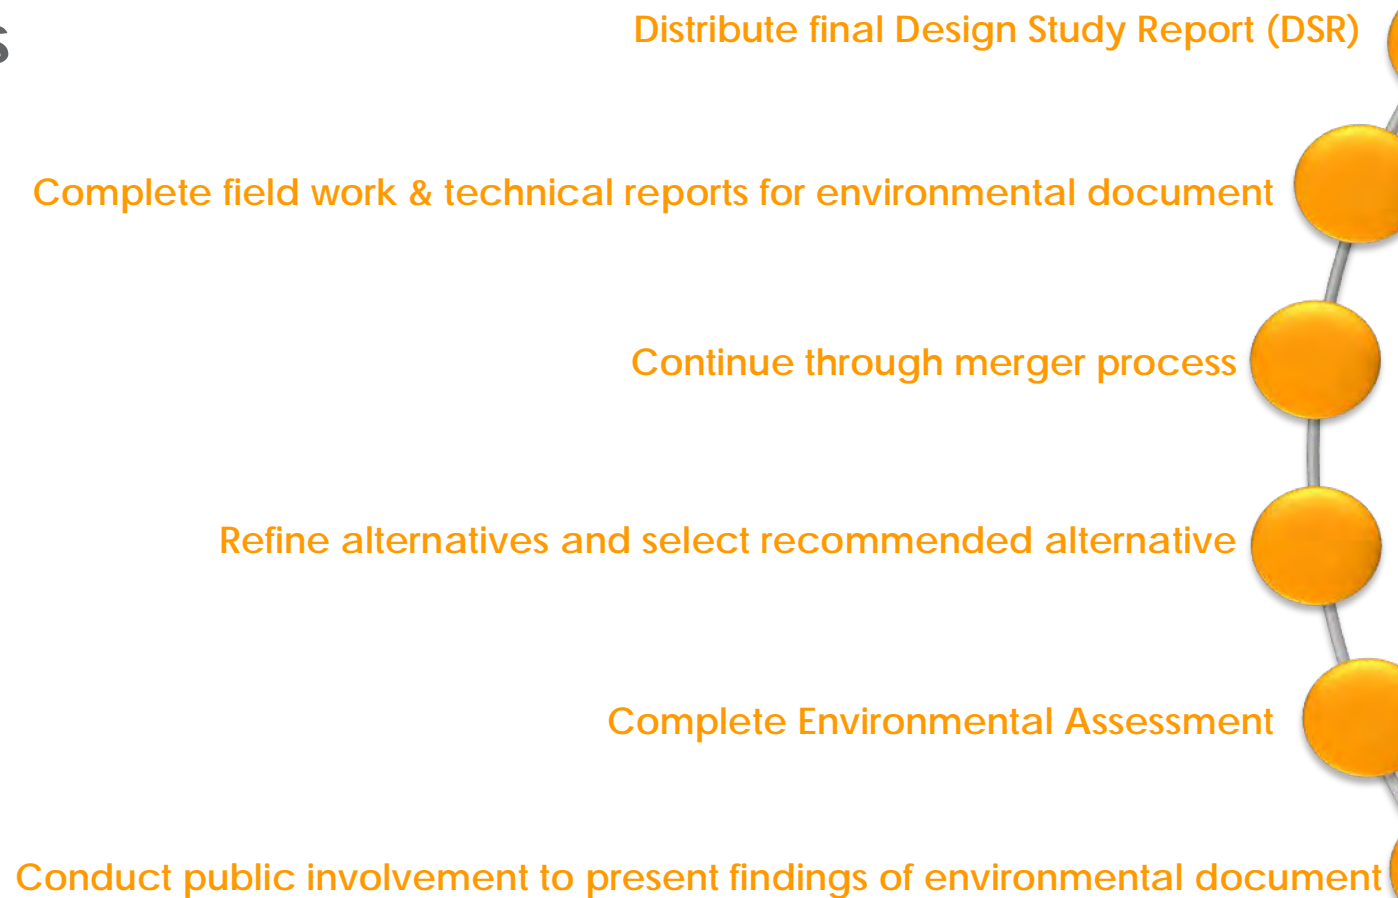 Distribute final Design Study Report (DSR)
Complete field work & technical reports for environmental document
Continue through merger process
Refine alternatives and select recommended alternative
Complete Environmental Assessment
Conduct public involvement to present findings of environmental document